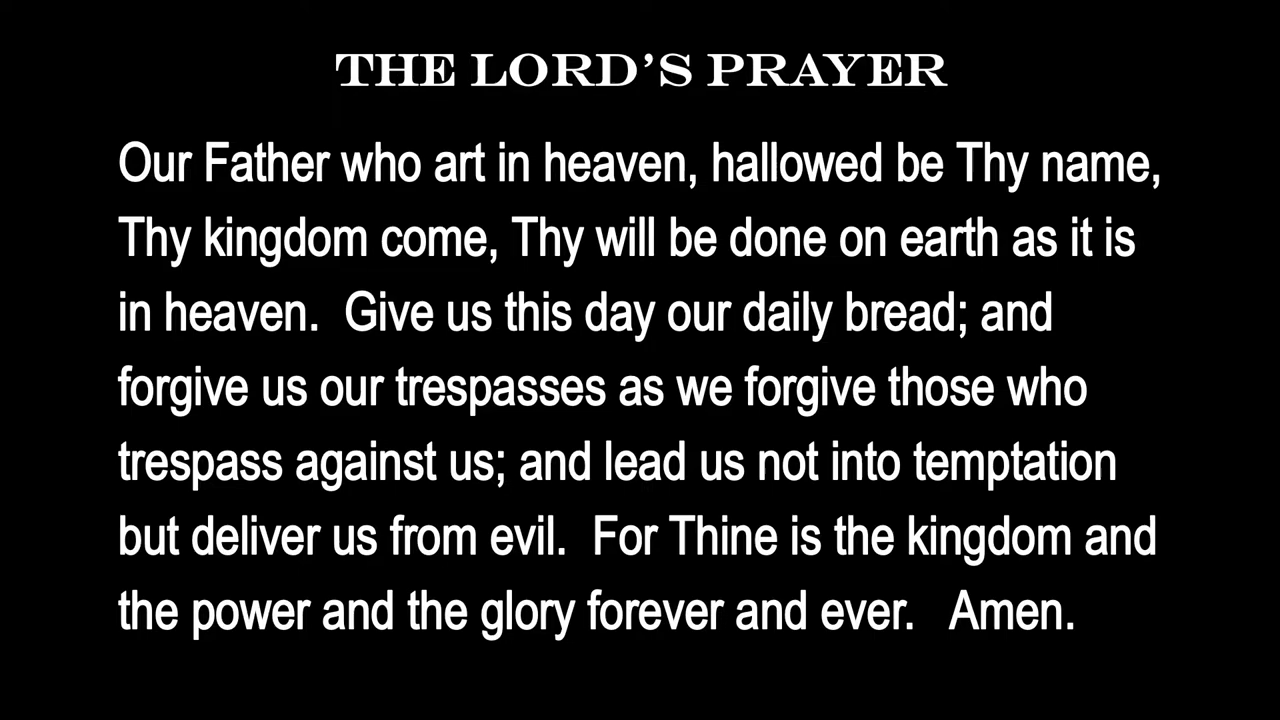 THE LORD’S PRAYER
Our Father who art in heaven, hallowed be Thy name,
Thy kingdom come, Thy will be done on earth as it is
in heaven.  Give us this day our daily bread; and
forgive us our trespasses as we forgive those who
trespass against us; and lead us not into temptation
but deliver us from evil.  For Thine is the kingdom and
the power and the glory forever and ever.   Amen.